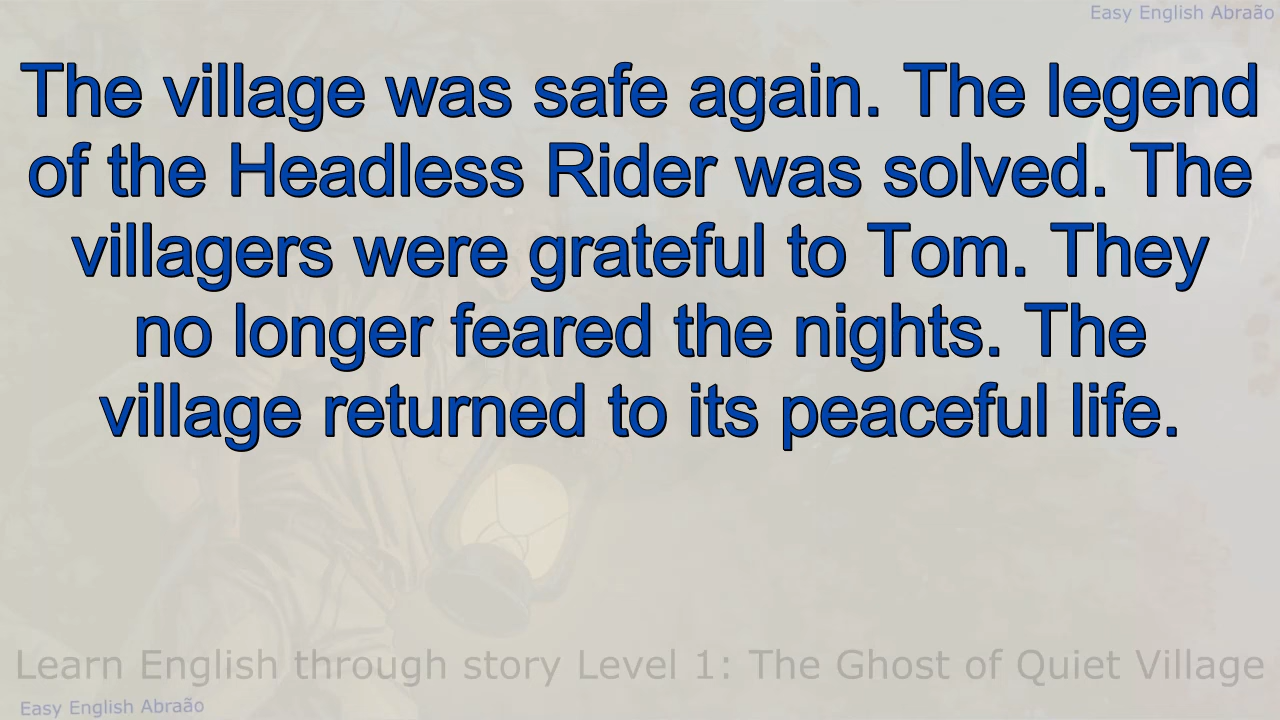 Easy English Abraão
The village was safe again. The legend
of the Headless Rider was solved. The
villagers were grateful to Tom. They
no longer feared the nights. The
village returned to its peaceful life.
Learn English through story Level 1: The Ghost of Quiet Village
Easy English Abraão